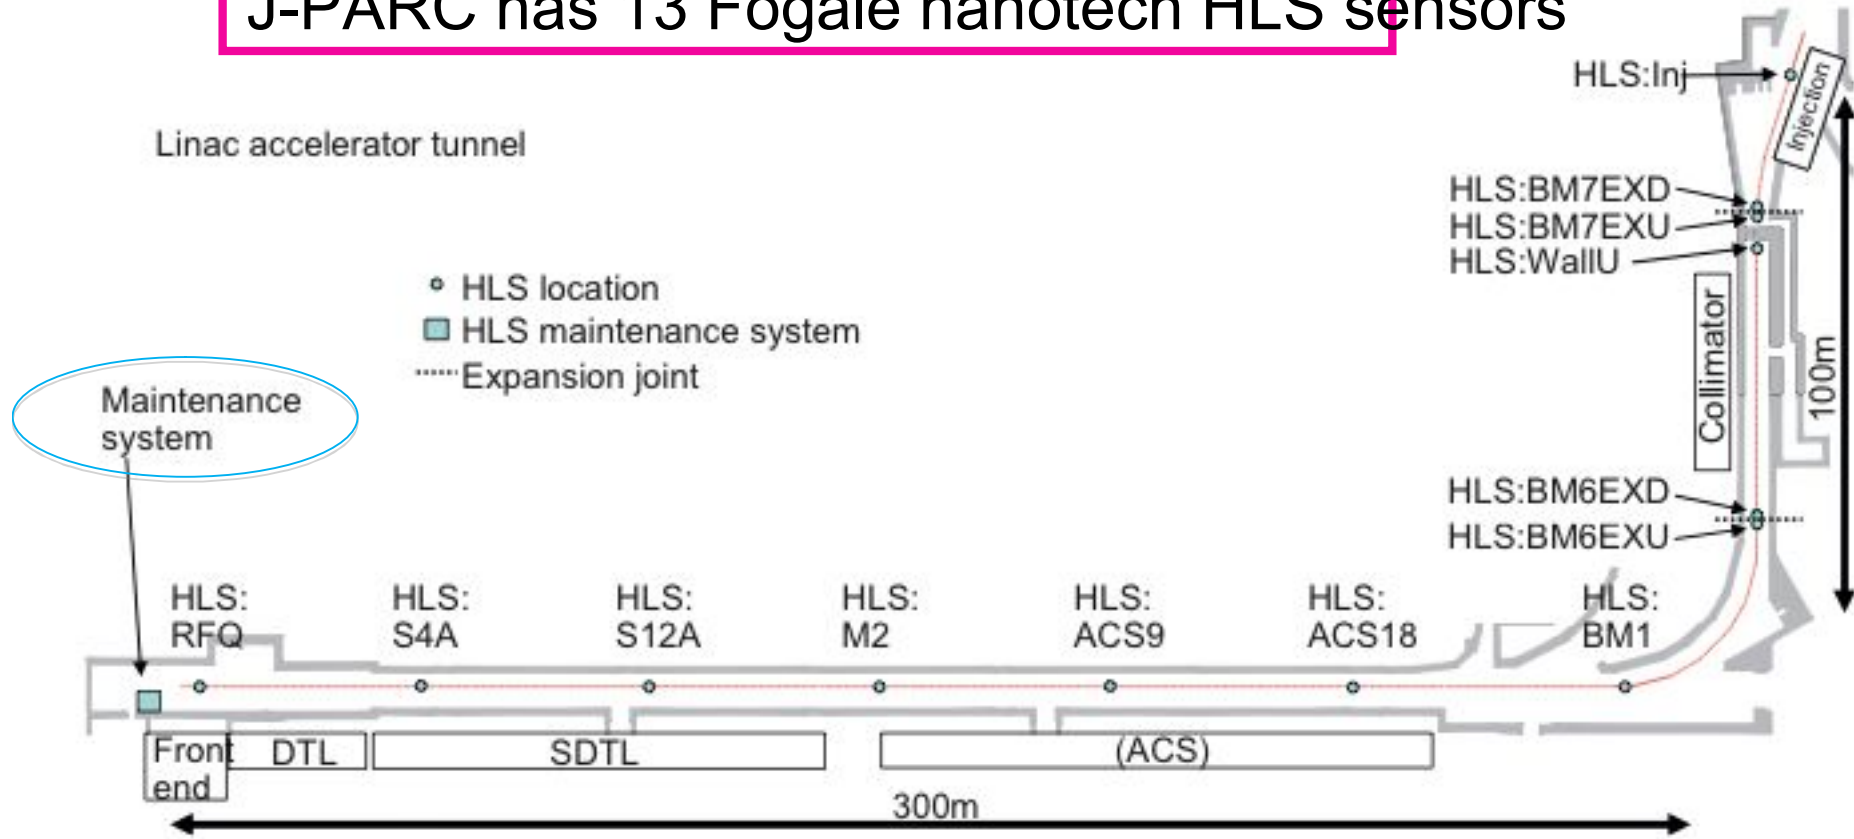 J-PARC has 13 Fogale nanotech HLS sensors
HLS:Inj
Injection
Linac accelerator tunnel
HLS:BM7EXD
HLS:BM7EXU
HLS:WallU
HLS location
HLS maintenance system
Expansion joint
Collimator
100m
Maintenance
system
HLS:BM6EXD
HLS:BM6EXU
HLS:
RFQ
HLS:
S4A
HLS:
S12A
HLS:
M2
HLS:
ACS9
HLS:
ACS18
HLS:
BM1
Front
end
DTL
SDTL
(ACS)
300m